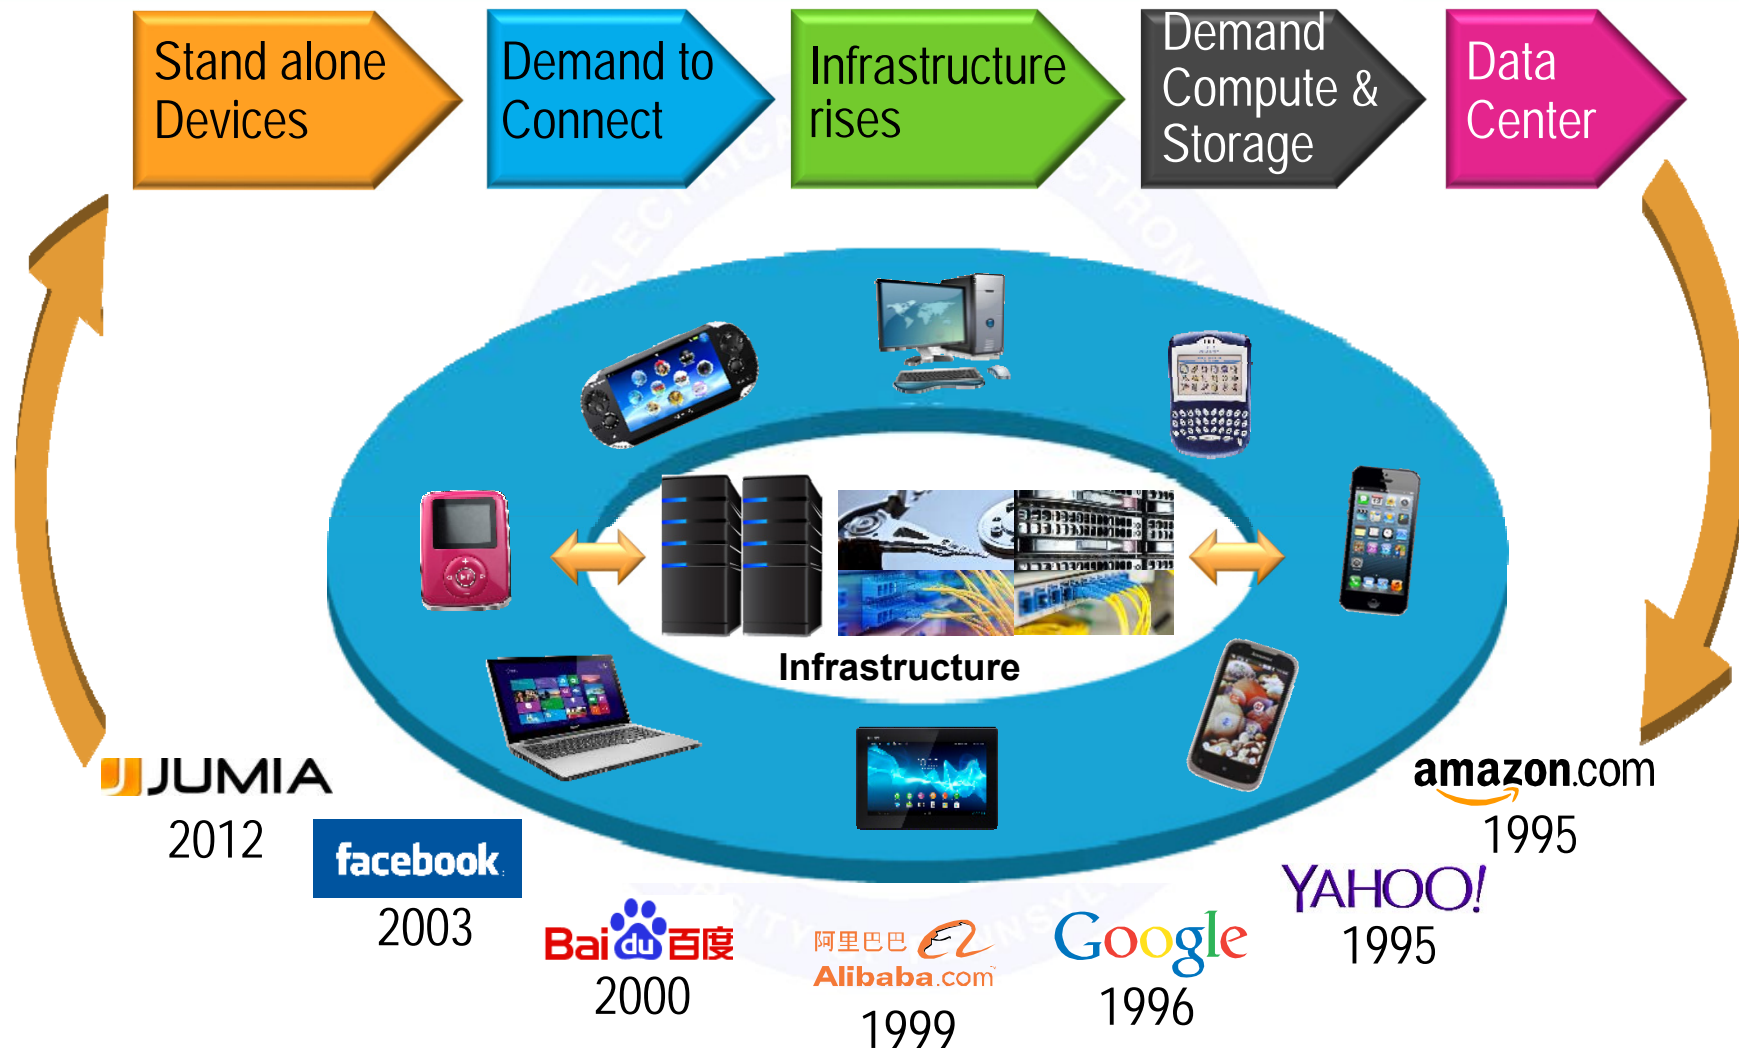 Stand alone
Devices
Demand to
Connect
Infrastructure
rises
Demand
Compute &
Storage
Data
Center
Infrastructure
JUMIA
2012
facebook
2003
Bai du 百度
2000
阿里巴巴
Alibaba.com
1999
Google
1996
YAHOO!
1995
amazon.com
1995